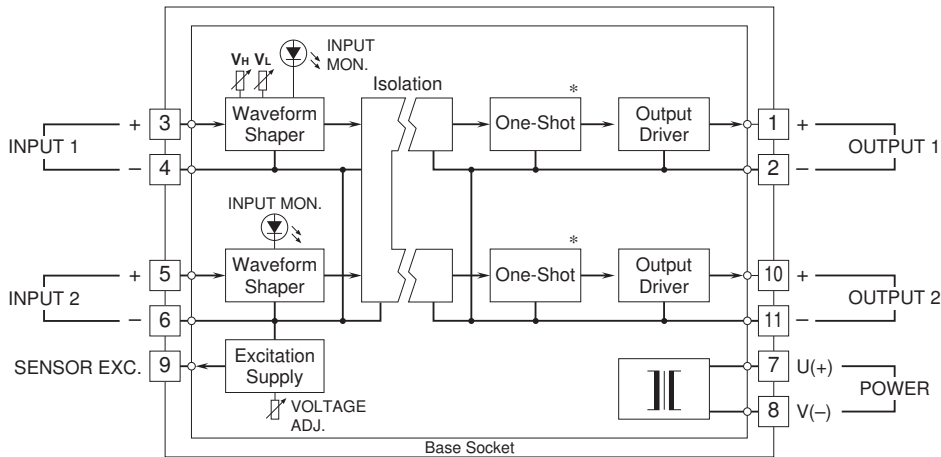 INPUT
MON.
VH VL
Isolation
*
+ 3
Waveform
Shaper
One-Shot
Output
Driver
1 +
INPUT 1
OUTPUT 1
– 4
2 –
INPUT MON.
*
+ 5
Waveform
Shaper
One-Shot
Output
Driver
10 +
INPUT 2
OUTPUT 2
– 6
11 –
SENSOR EXC. 9
Excitation
Supply
7 U(+)
POWER
VOLTAGE
ADJ.
8 V(–)
Base Socket